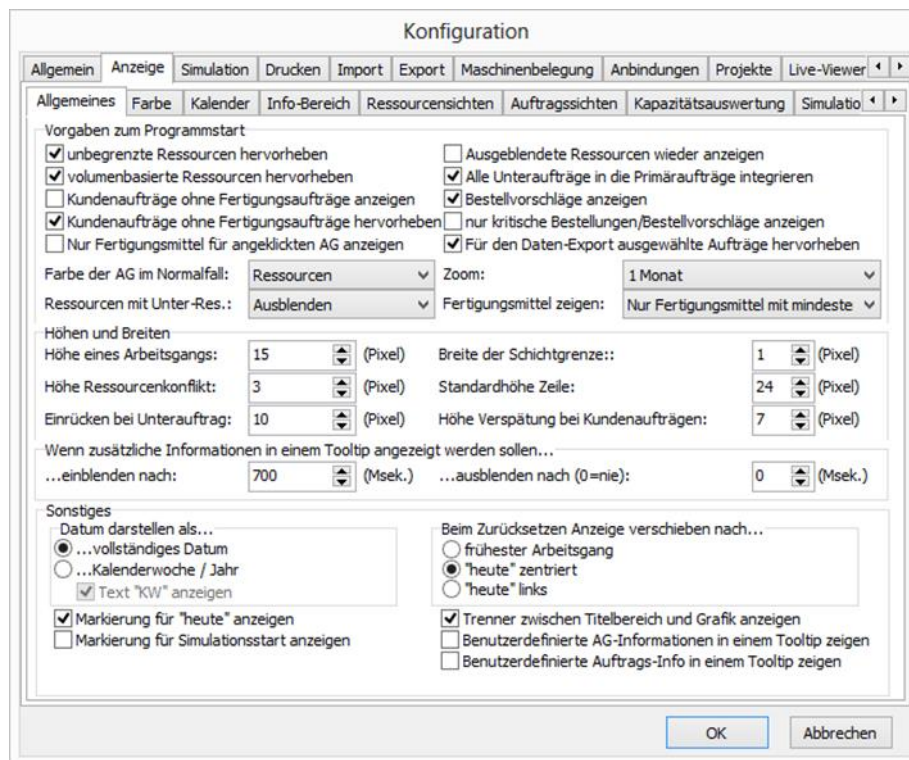 Konfiguration
Allgemein Anzeige Simulation Drucken Import Export Maschinenbelegung Anbindungen Projekte Live-Viewer
Allgemeines Farbe Kalender Info-Bereich Ressourcensichten Auftragssichten Kapazitätsauswertung Simulatio
Vorgaben zum Programmstart
unbegrenzte Ressourcen hervorheben Ausgeblendete Ressourcen wieder anzeigen
volumenbasierte Ressourcen hervorheben Alle Unteraufträge in die Primäraufträge integrieren
Kundenaufträge ohne Fertigungsaufträge anzeigen Bestellvorschläge anzeigen
Kundenaufträge ohne Fertigungsaufträge hervorheben nur kritische Bestellungen/Bestellvorschläge anzeigen
Nur Fertigungsmittel für angeklickten AG anzeigen Für den Daten-Export ausgewählte Aufträge hervorheben
Farbe der AG im Normalfall: Ressourcen Zoom: 1 Monat
Ressourcen mit Unter-Res.: Ausblenden Fertigungsmittel zeigen: Nur Fertigungsmittel mit mindeste
Höhen und Breiten
Höhe eines Arbeitsgangs: 15 (Pixel) Breite der Schichtgrenze:: 1 (Pixel)
Höhe Ressourcenkonflikt: 3 (Pixel) Standardhöhe Zeile: 24 (Pixel)
Einrücken bei Unterauftrag: 10 (Pixel) Höhe Verspätung bei Kundenaufträgen: 7 (Pixel)
Wenn zusätzliche Informationen in einem Tooltip angezeigt werden sollen...
...einblenden nach: 700 (Msek.) ...ausblenden nach (0=nie): 0 (Msek.)
Sonstiges
Datum darstellen als... Beim Zurücksetzen Anzeige verschieben nach...
...vollständiges Datum frühester Arbeitsgang
...Kalenderwoche / Jahr "heute" zentriert
Text "KW" anzeigen "heute" links
Markierung für "heute" anzeigen Trenner zwischen Titelbereich und Grafik anzeigen
Markierung für Simulationsstart anzeigen Benutzerdefinierte AG-Informationen in einem Tooltip zeigen
Benutzerdefinierte Auftrags-Info in einem Tooltip zeigen
OK Abbrechen